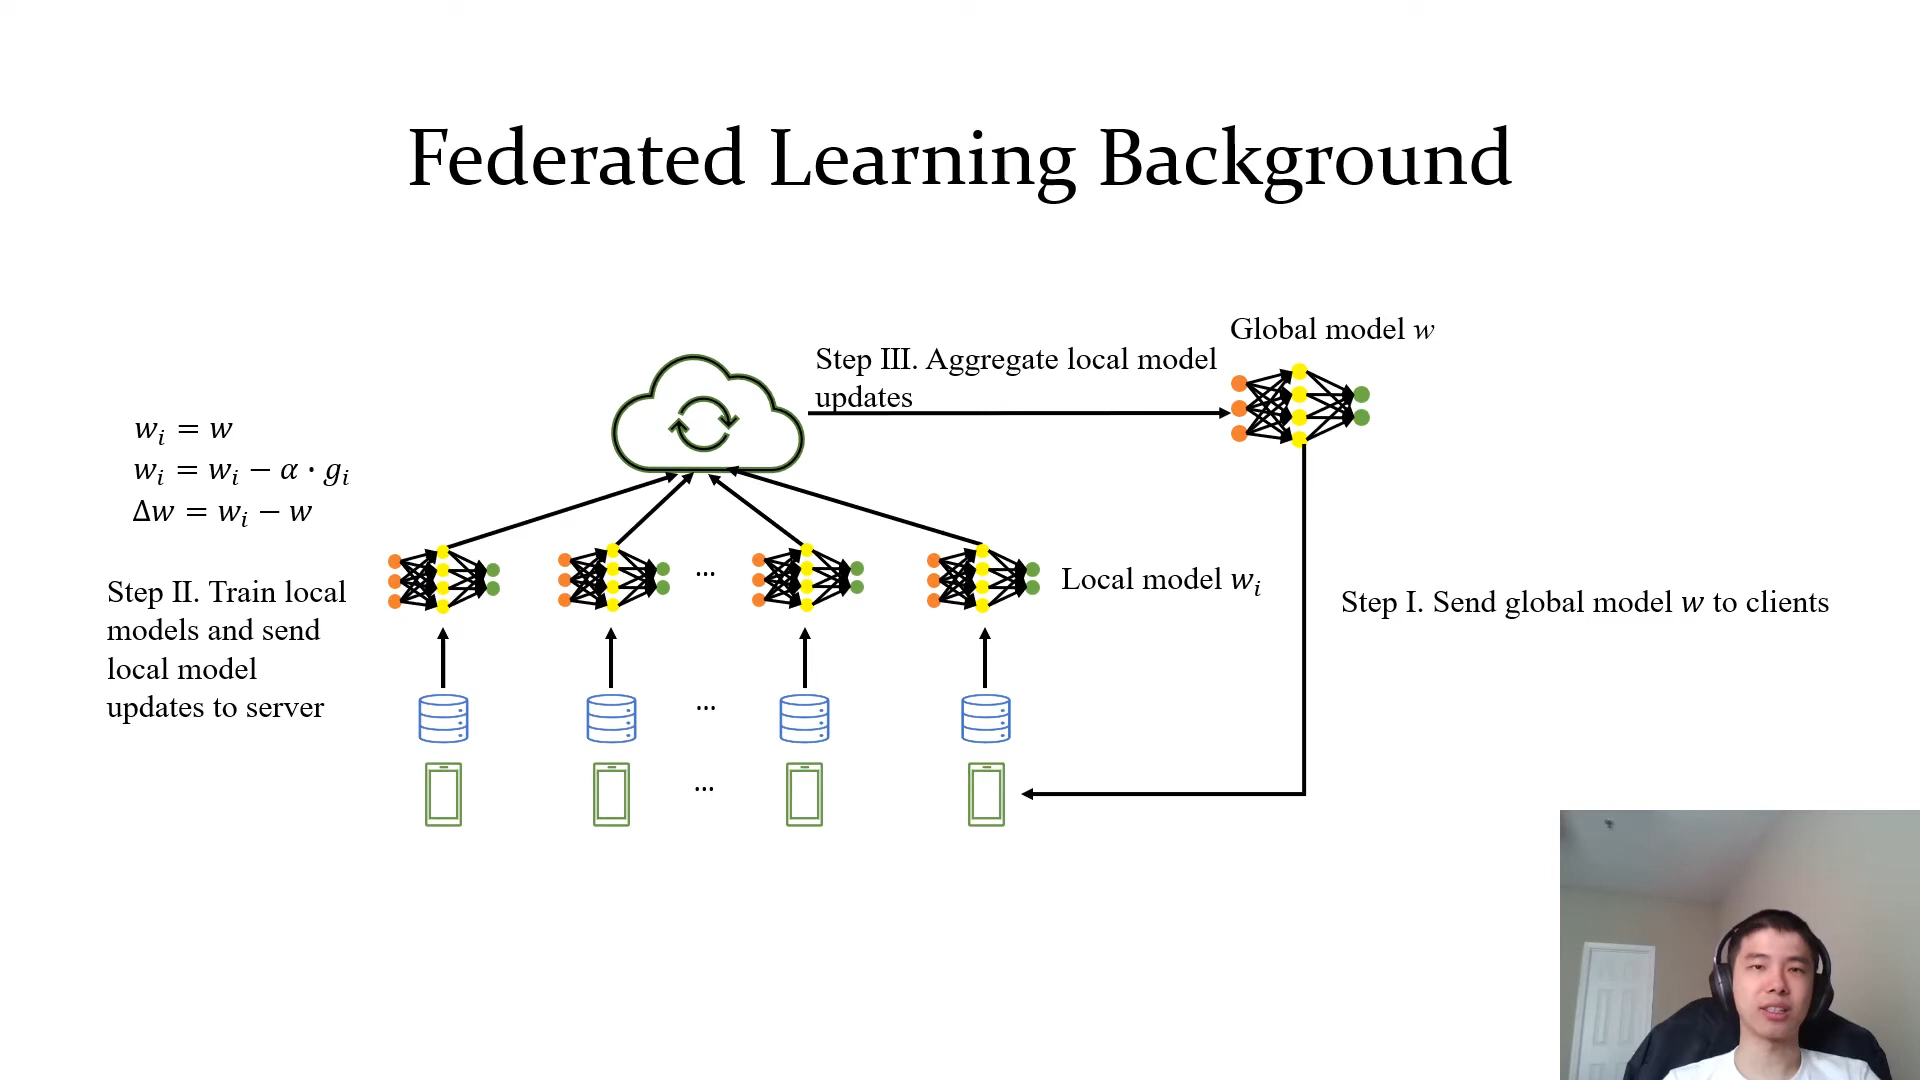 Federated Learning Background
Global model w
Step III. Aggregate local model
updates
wᵢ = w
wᵢ = wᵢ − α · gᵢ
Δw = wᵢ − w
...
Local model wᵢ
Step II. Train local
models and send
local model
updates to server
Step I. Send global model w to clients
...
...